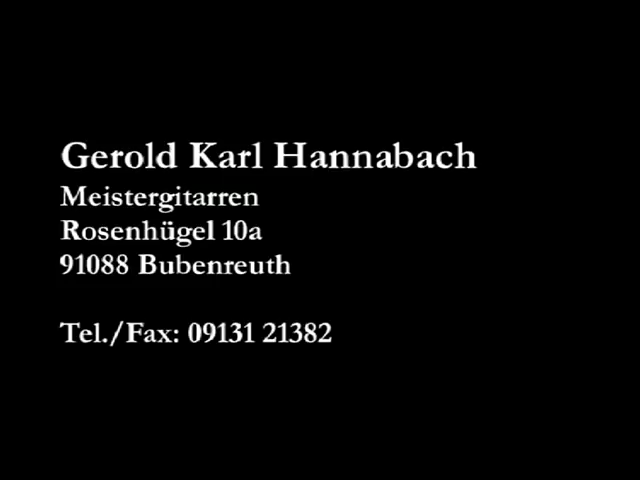 Gerold Karl Hannabach
Meistergitarren
Rosenhügel 10a
91088 Bubenreuth
Tel./Fax: 09131 21382